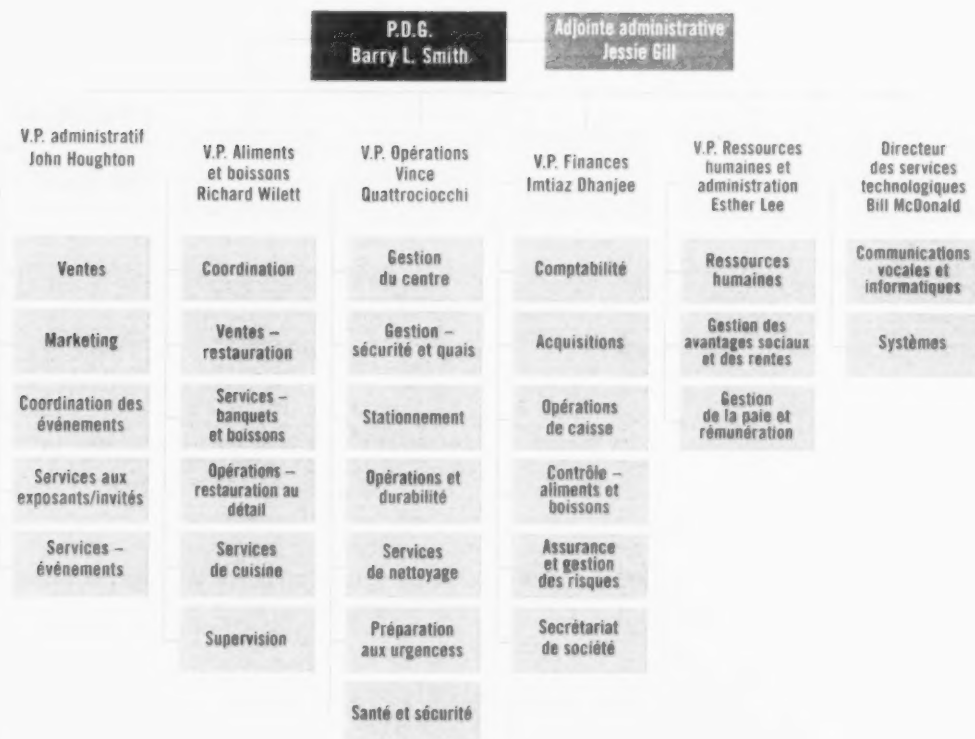 P.D.G.
Barry L. Smith
Adjointe administrative
Jessie Gill
V.P. administratif
John Houghton
Ventes
Marketing
Coordination des
événements
Services aux
exposants/invités
Services –
événements
V.P. Aliments
et boissons
Richard Wilett
Coordination
Ventes –
restauration
Services –
banquets
et boissons
Opérations –
restauration au
détail
Services
de cuisine
Supervision
V.P. Opérations
Vince
Quattrociocchi
Gestion
du centre
Gestion –
sécurité et quais
Stationnement
Opérations et
durabilité
Services
de nettoyage
Préparation
aux urgencess
Santé et sécurité
V.P. Finances
Imtiaz Dhanjee
Comptabilité
Acquisitions
Opérations
de caisse
Contrôle –
aliments et
boissons
Assurance
et gestion
des risques
Secrétariat
de société
V.P. Ressources
humaines et
administration
Esther Lee
Ressources
humaines
Gestion des
avantages sociaux
et des rentes
Gestion
de la paie et
rémunération
Directeur
des services
technologiques
Bill McDonald
Communications
vocales et
informatiques
Systèmes